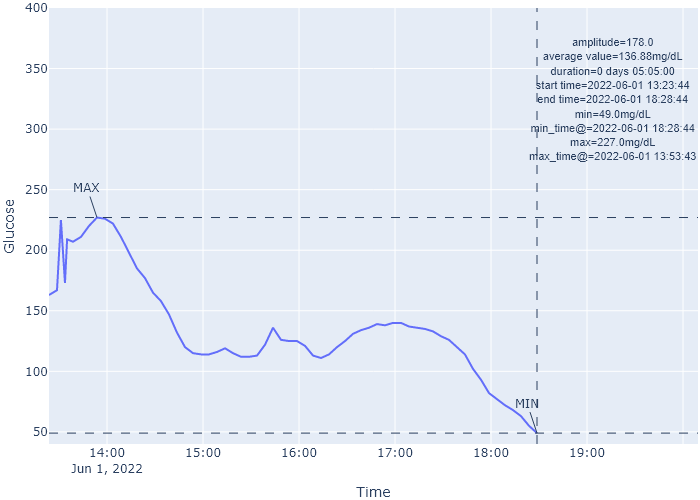 400
350
300
250
200
150
100
50
Glucose
amplitude=178.0
average value=136.88mg/dL
duration=0 days 05:05:00
start time=2022-06-01 13:23:44
end time=2022-06-01 18:28:44
min=49.0mg/dL
min_time@=2022-06-01 18:28:44
max=227.0mg/dL
max_time@=2022-06-01 13:53:43
MAX
MIN
14:00 15:00 16:00 17:00 18:00 19:00
Jun 1, 2022
Time